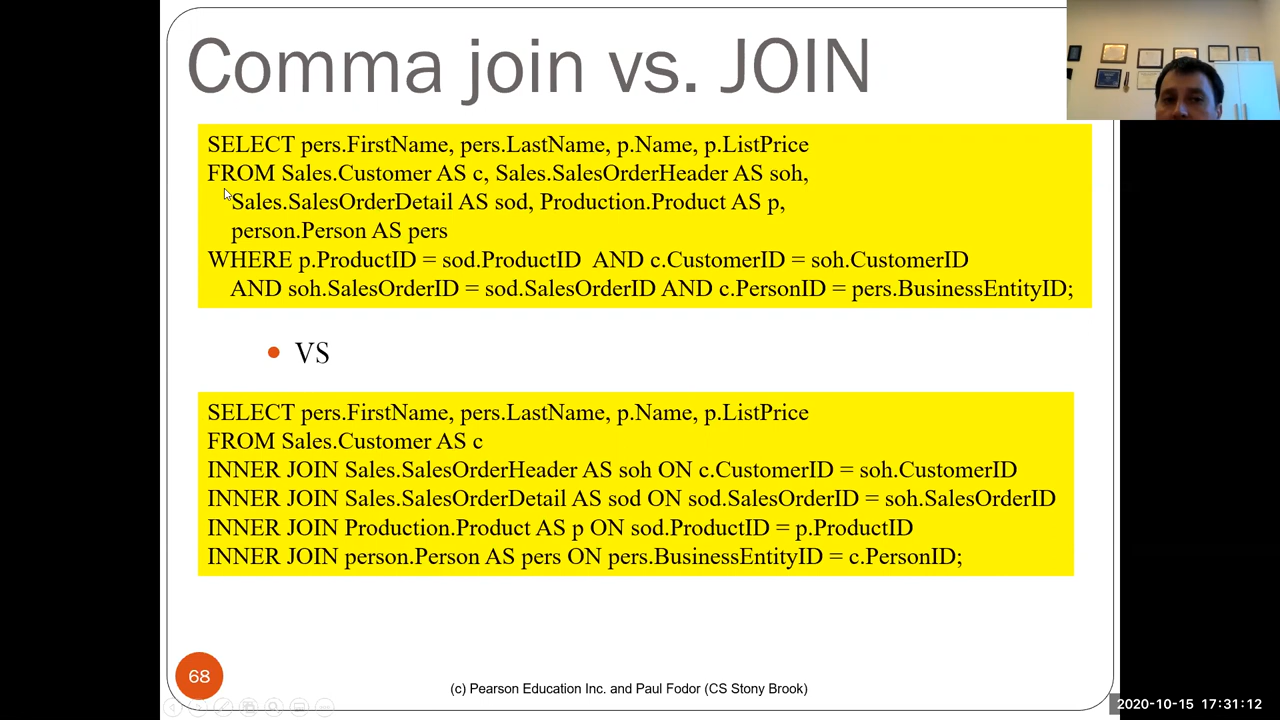 Comma join vs. JOIN
SELECT pers.FirstName, pers.LastName, p.Name, p.ListPrice
FROM Sales.Customer AS c, Sales.SalesOrderHeader AS soh,
Sales.SalesOrderDetail AS sod, Production.Product AS p,
person.Person AS pers
WHERE p.ProductID = sod.ProductID  AND c.CustomerID = soh.CustomerID
AND soh.SalesOrderID = sod.SalesOrderID AND c.PersonID = pers.BusinessEntityID;
• VS
SELECT pers.FirstName, pers.LastName, p.Name, p.ListPrice
FROM Sales.Customer AS c
INNER JOIN Sales.SalesOrderHeader AS soh ON c.CustomerID = soh.CustomerID
INNER JOIN Sales.SalesOrderDetail AS sod ON sod.SalesOrderID = soh.SalesOrderID
INNER JOIN Production.Product AS p ON sod.ProductID = p.ProductID
INNER JOIN person.Person AS pers ON pers.BusinessEntityID = c.PersonID;
68
(c) Pearson Education Inc. and Paul Fodor (CS Stony Brook)
2020-10-15 17:31:12